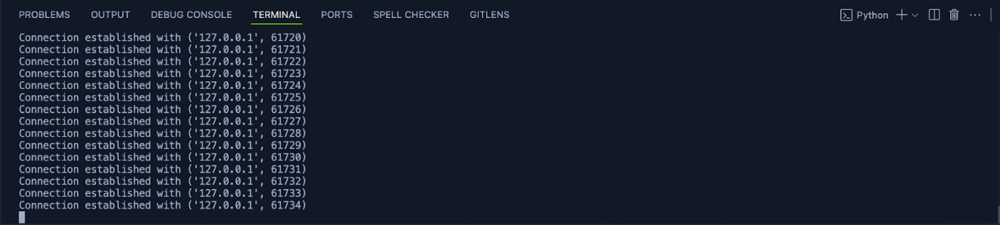 PROBLEMS OUTPUT DEBUG CONSOLE TERMINAL PORTS SPELL CHECKER GITLENS Python
Connection established with ('127.0.0.1', 61720)
Connection established with ('127.0.0.1', 61721)
Connection established with ('127.0.0.1', 61722)
Connection established with ('127.0.0.1', 61723)
Connection established with ('127.0.0.1', 61724)
Connection established with ('127.0.0.1', 61725)
Connection established with ('127.0.0.1', 61726)
Connection established with ('127.0.0.1', 61727)
Connection established with ('127.0.0.1', 61728)
Connection established with ('127.0.0.1', 61729)
Connection established with ('127.0.0.1', 61730)
Connection established with ('127.0.0.1', 61731)
Connection established with ('127.0.0.1', 61732)
Connection established with ('127.0.0.1', 61733)
Connection established with ('127.0.0.1', 61734)